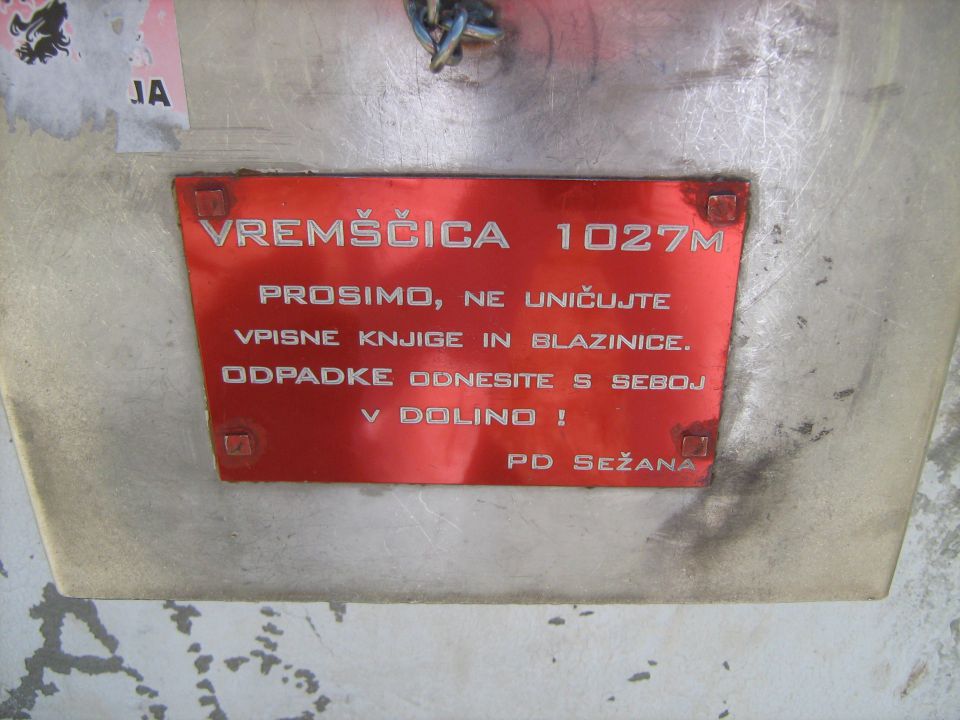 JA
VREMŠČICA 1027M
PROSIMO, NE UNIČUJTE
VPISNE KNJIGE IN BLAZINICE.
ODPADKE ODNESITE S SEBOJ
V DOLINO !
PD SEŽANA